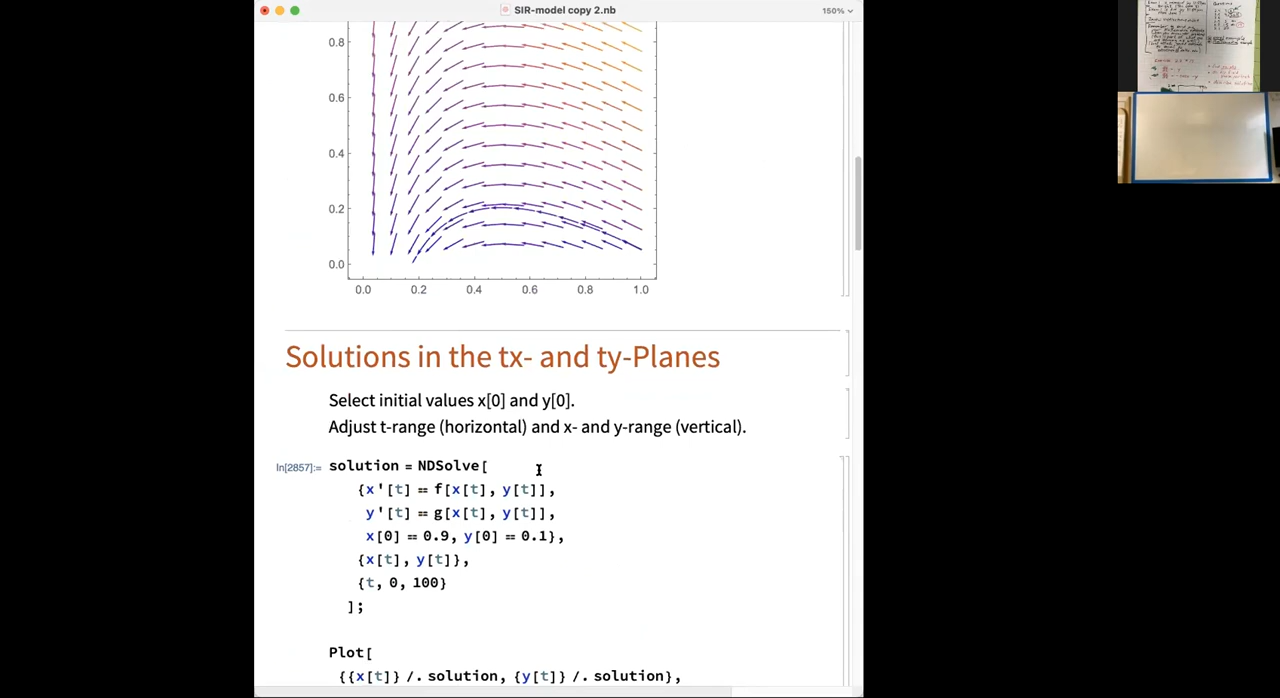 SIR-model copy 2.nb
150%
0.8
0.6
0.4
0.2
0.0
0.0 0.2 0.4 0.6 0.8 1.0
Solutions in the tx- and ty-Planes
Select initial values x[0] and y[0].
Adjust t-range (horizontal) and x- and y-range (vertical).
In[2857]:= solution = NDSolve[
{x'[t] == f[x[t], y[t]],
y'[t] == g[x[t], y[t]],
x[0] == 0.9, y[0] == 0.1},
{x[t], y[t]},
{t, 0, 100}
];
Plot[
{{x[t]} /. solution, {y[t]} /. solution},